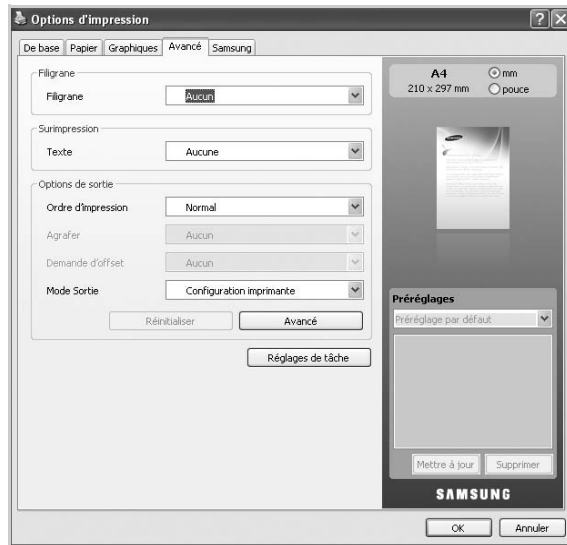 Options d'impression
De base Papier Graphiques Avancé Samsung
Filigrane
Filigrane Aucun
Surimpression
Texte Aucune
Options de sortie
Ordre d'impression Normal
Agrafer Aucun
Demande d'offset Aucun
Mode Sortie Configuration imprimante
Réinitialiser Avancé
Réglages de tâche
A4
210 x 297 mm
mm
pouce
Préréglages
Préréglage par défaut
Mettre à jour Supprimer
SAMSUNG
OK Annuler